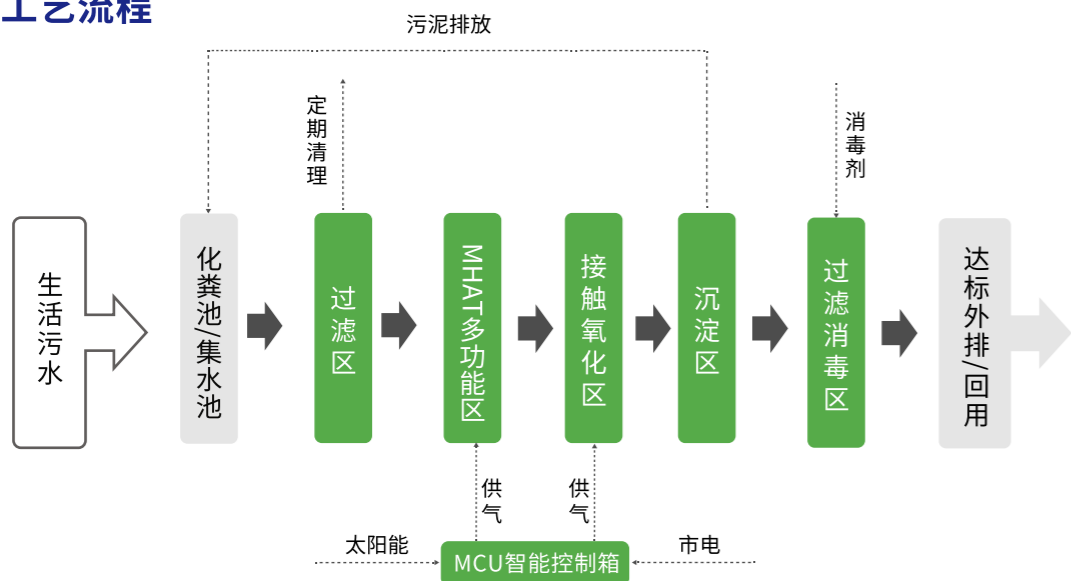 工艺流程
污泥排放
定期清理
消毒剂
生活污水
化粪池/集水池
过滤区
MHAT多功能区
接触氧化区
沉淀区
过滤消毒区
达标外排/回用
供气
供气
太阳能
MCU智能控制箱
市电